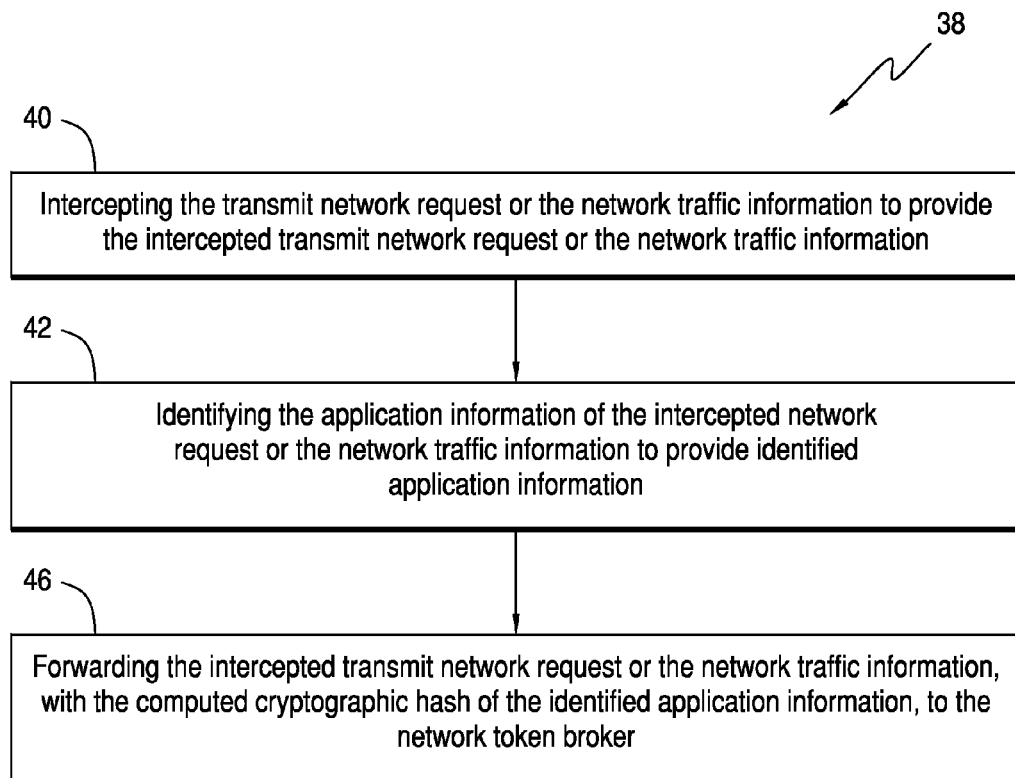 38
40
Intercepting the transmit network request or the network traffic information to provide
the intercepted transmit network request or the network traffic information
42
Identifying the application information of the intercepted network
request or the network traffic information to provide identified
application information
46
Forwarding the intercepted transmit network request or the network traffic information,
with the computed cryptographic hash of the identified application information, to the
network token broker